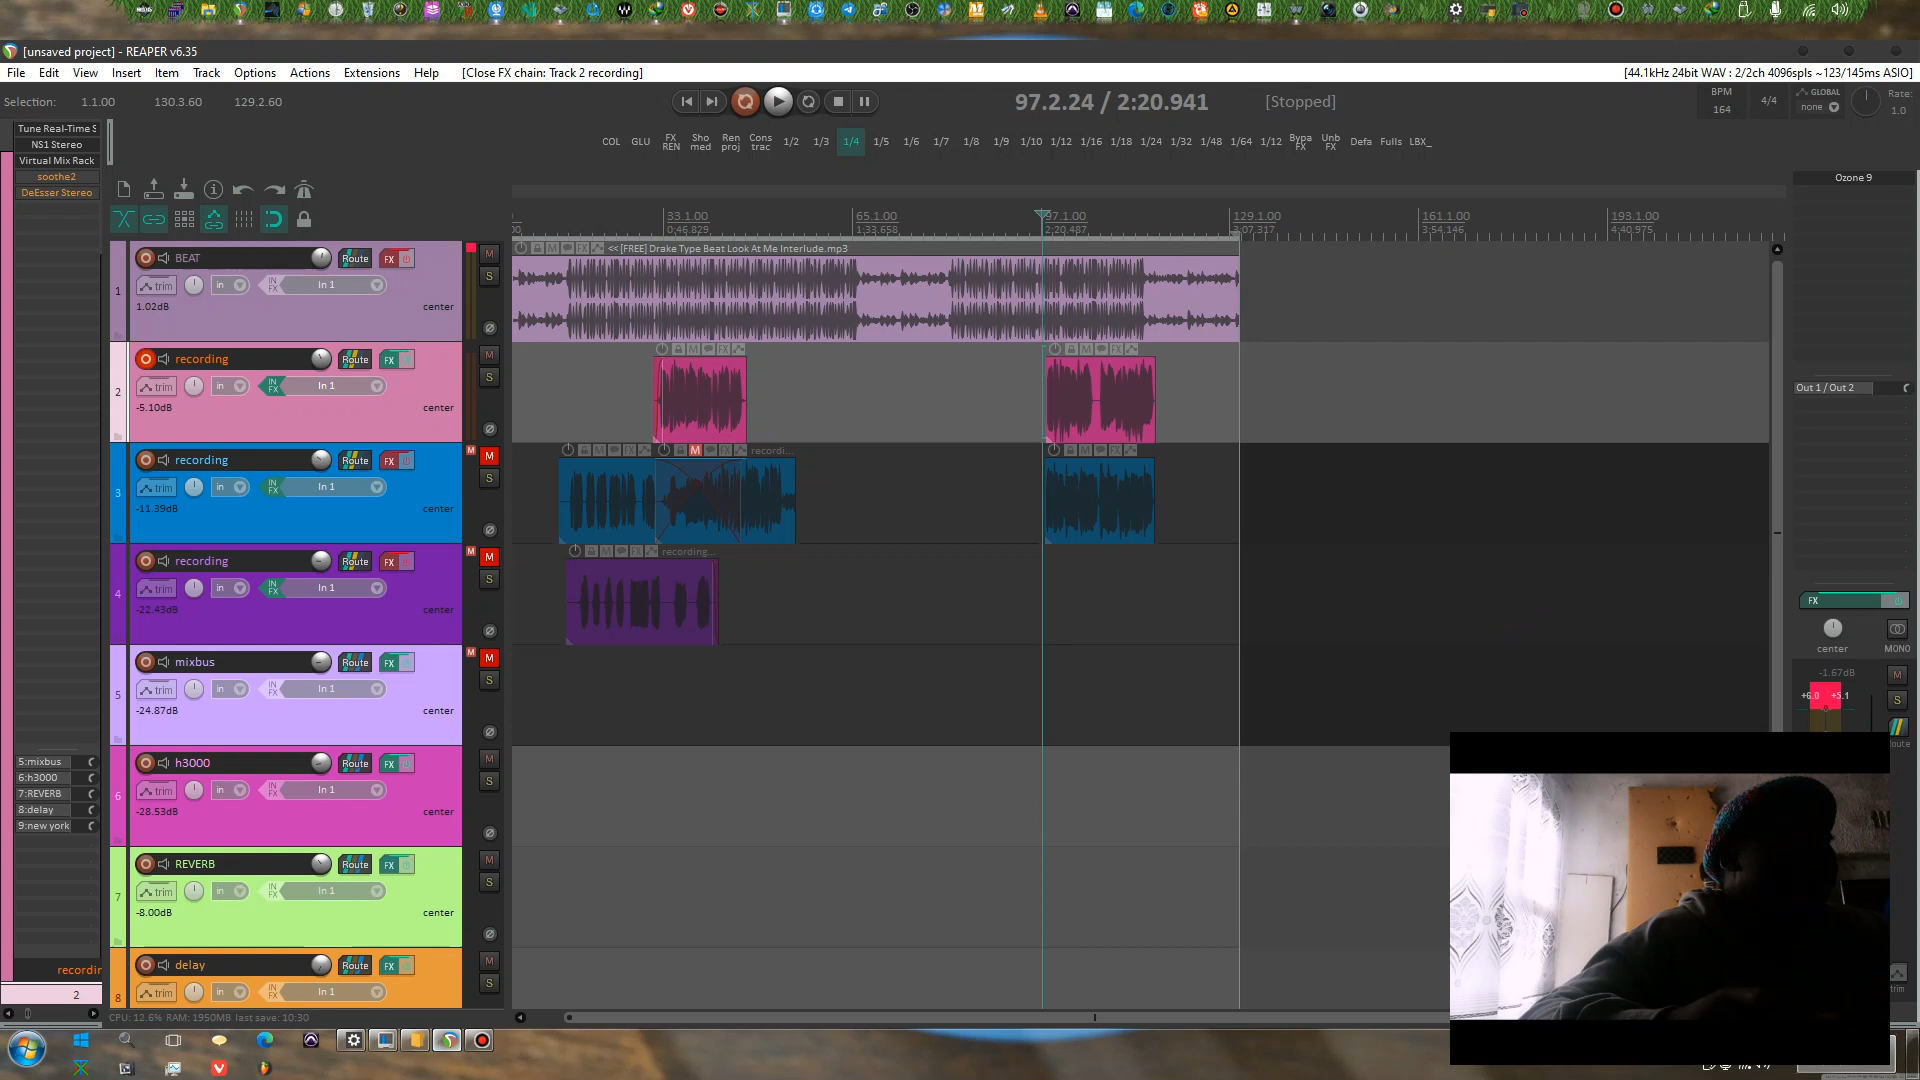 [unsaved project] - REAPER v6.35
File Edit View Insert Item Track Options Actions Extensions Help [Close FX chain: Track 2 recording] [44.1kHz 24bit WAV : 2/2ch 4096spls ~123/145ms ASIO]
Selection: 1.1.00 130.3.60 129.2.60
97.2.24 / 2:20.941 [Stopped]
BPM
164
4/4
GLOBAL
none
Rate:
1.0
Tune Real-Time S
NS1 Stereo
Virtual Mix Rack
soothe2
DeEsser Stereo
COL GLU FX REN Sho med Ren proj Cons trac 1/2 1/3 1/4 1/5 1/6 1/7 1/8 1/9 1/10 1/12 1/16 1/18 1/24 1/32 1/48 1/64 1/12 Bypa FX Unb FX Defa Fulls LBX_
Ozone 9
33.1.00 65.1.00 97.1.00 129.1.00 161.1.00 193.1.00
00 0:46.829 1:33.658 2:20.487 3:07.317 3:54.146 4:40.975
<< [FREE] Drake Type Beat Look At Me Interlude.mp3
1
BEAT Route FX M
trim in IN FX In 1 S
1.02dB center
2
recording Route FX M
trim in IN FX In 1 S
-5.10dB center
3
recording Route FX M
trim in IN FX In 1 S
-11.39dB center
recordi...
4
recording Route FX M
trim in IN FX In 1 S
-22.43dB center
recording...
5
mixbus Route FX M
trim in IN FX In 1 S
-24.87dB center
6
h3000 Route FX M
trim in IN FX In 1 S
-28.53dB center
7
REVERB Route FX M
trim in IN FX In 1 S
-8.00dB center
8
delay Route FX M
trim in IN FX In 1 S
5:mixbus
6:h3000
7:REVERB
8:delay
9:new york
recordin
2
Out 1 / Out 2
FX
center MONO
-1.67dB M
+6.0 +5.1 S
oute
trim
CPU: 12.6% RAM: 1950MB last save: 10:30